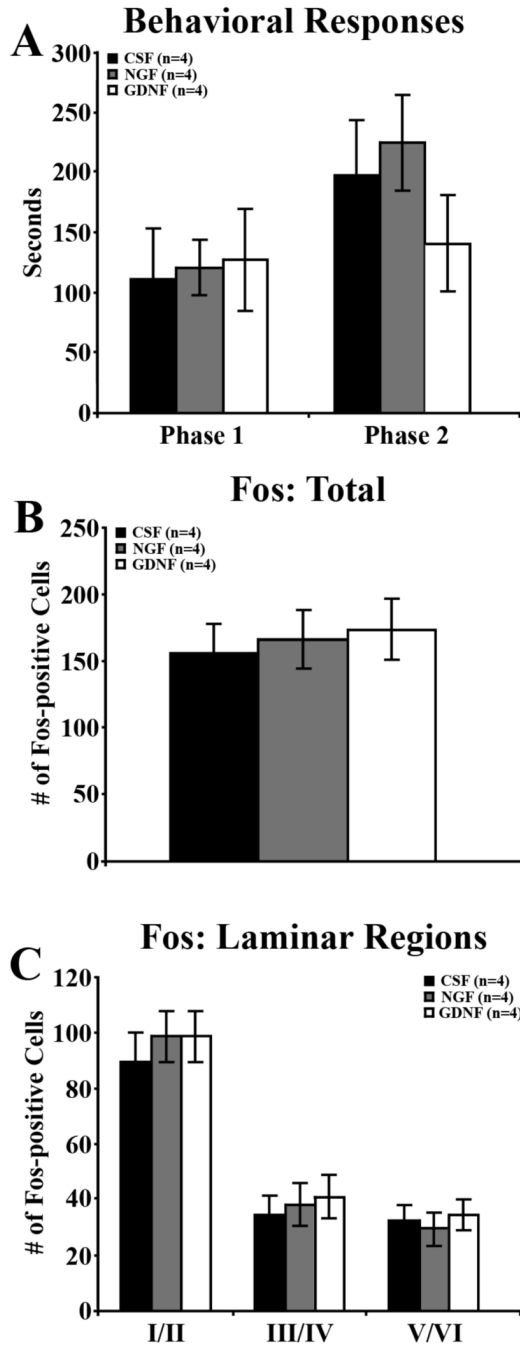 Behavioral Responses
A
CSF (n=4)
NGF (n=4)
GDNF (n=4)
Seconds
300
250
200
150
100
50
0
Phase 1 Phase 2
Fos: Total
B
CSF (n=4)
NGF (n=4)
GDNF (n=4)
# of Fos-positive Cells
250
200
150
100
50
0
Fos: Laminar Regions
C
CSF (n=4)
NGF (n=4)
GDNF (n=4)
# of Fos-positive Cells
120
100
80
60
40
20
0
I/II III/IV V/VI